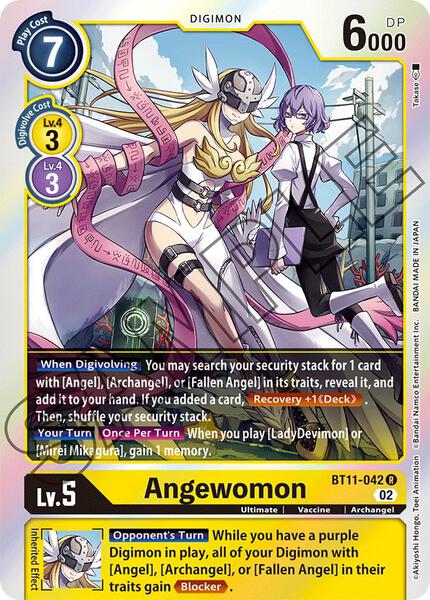 DIGIMON
Play Cost
7
6000
DP
Digivolve Cost
Lv.4
3
Lv.4
3
Takase
SAMPLE
When Digivolving You may search your security stack for 1 card
with [Angel], [Archangel], or [Fallen Angel] in its traits, reveal it, and
add it to your hand. If you added a card, Recovery +1《Deck》.
Then, shuffle your security stack.
Your Turn Once Per Turn When you play [LadyDevimon] or
[Mirei Mikagura], gain 1 memory.
©Akiyoshi Hongo, Toei Animation ©Bandai Namco Entertainment Inc. BANDAI MADE IN JAPAN
Lv.5
Angewomon
BT11-042 R
02
Ultimate | Vaccine | Archangel
Inherited Effect
Opponent's Turn While you have a purple
Digimon in play, all of your Digimon with
[Angel], [Archangel], or [Fallen Angel] in their
traits gain Blocker.